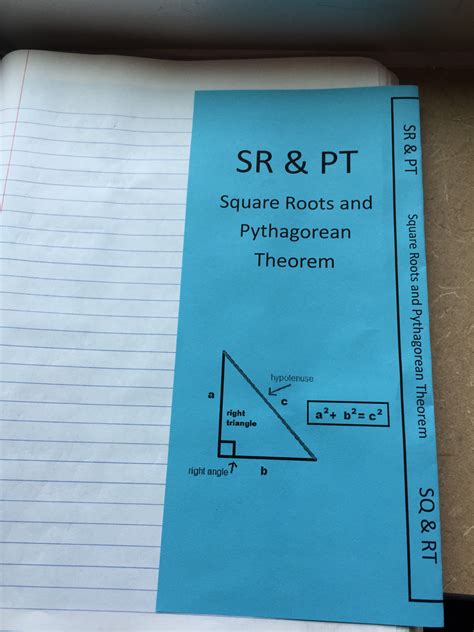 SR & PT
Square Roots and
Pythagorean
Theorem
hypotenuse
a
c
right
triangle
a²+ b²= c²
right angle
b
SR & PT
Square Roots and Pythagorean Theorem
SQ & RT